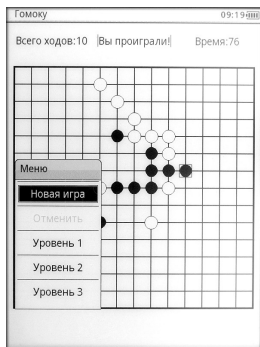 Гомоку 09:19
Всего ходов:10 Вы проиграли! Время:76
Меню
Новая игра
Отменить
Уровень 1
Уровень 2
Уровень 3